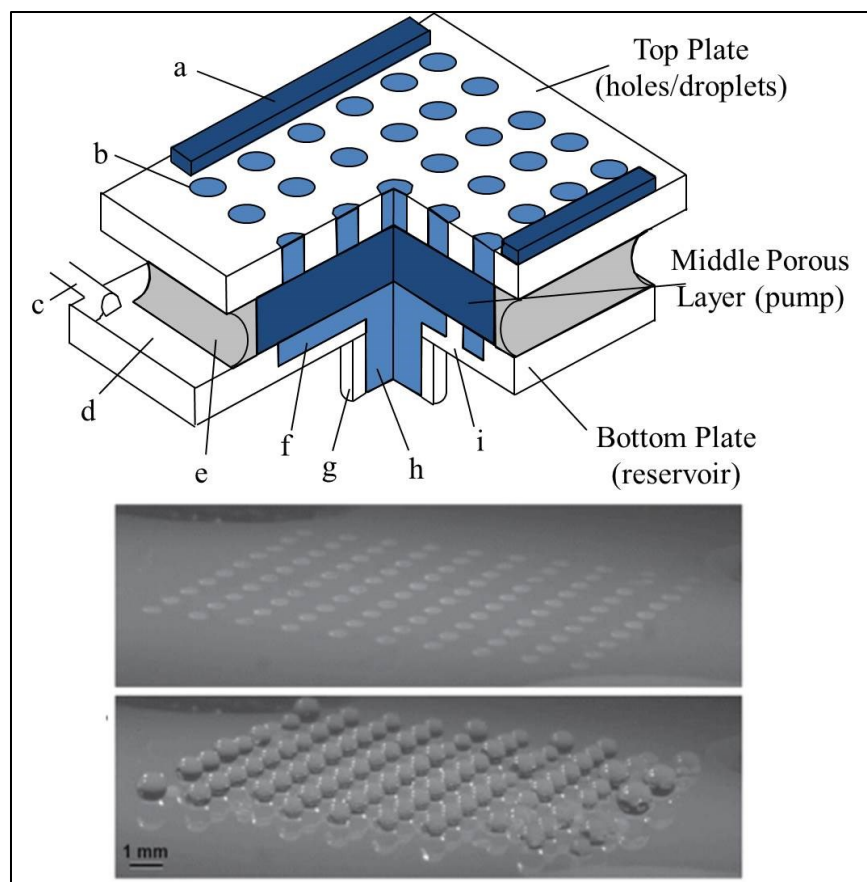 a
Top Plate
(holes/droplets)
b
Middle Porous
Layer (pump)
c
d
e
f
g
h
i
Bottom Plate
(reservoir)
1 mm